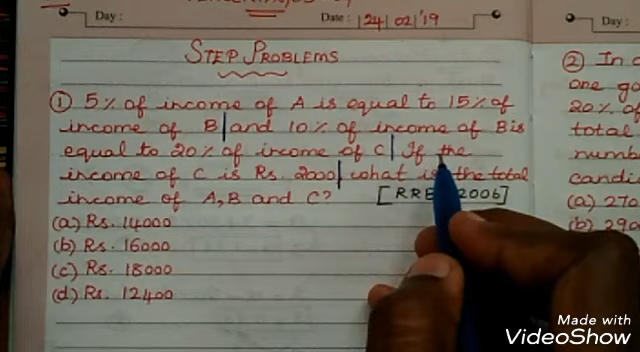 Day :
Date : 24/02/'19
Day :
STEP PROBLEMS
① 5% of income of A is equal to 15% of
income of B and 10% of income of B is
equal to 20% of income of C. If the
income of C is Rs. 2000 what is the total
income of A, B and C? [RRB 2006]
(a) Rs. 14000
(b) Rs. 16000
(c) Rs. 18000
(d) Rs. 12400
② In
one
20% of
total
numb
candi
(a) 270
(b) 290
Made with
VideoShow